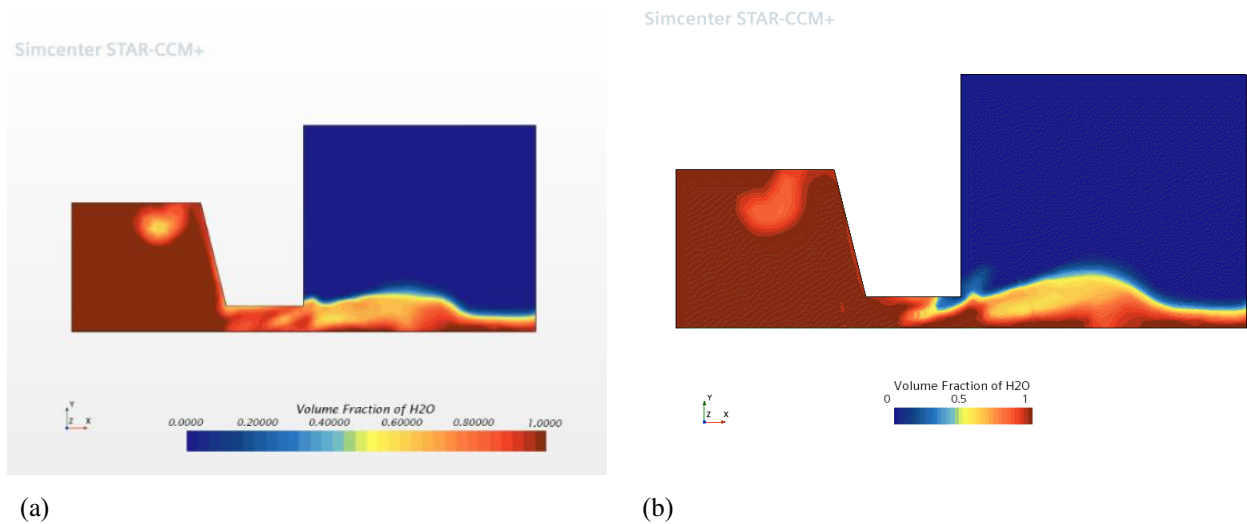 Simcenter STAR-CCM+
Y
Z X
Volume Fraction of H2O
0.0000 0.20000 0.40000 0.60000 0.80000 1.0000
(a)
Simcenter STAR-CCM+
Y
Z X
Volume Fraction of H2O
0 0.5 1
(b)